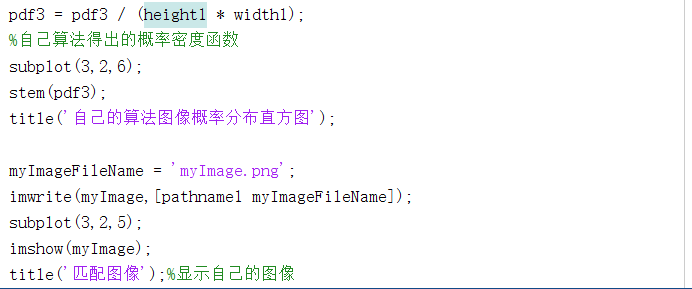 pdf3 = pdf3 / (height1 * width1);
%自己算法得出的概率密度函数
subplot(3,2,6);
stem(pdf3);
title('自己的算法图像概率分布直方图');
myImageFileName = 'myImage.png';
imwrite(myImage,[pathname1 myImageFileName]);
subplot(3,2,5);
imshow(myImage);
title('匹配图像');%显示自己的图像